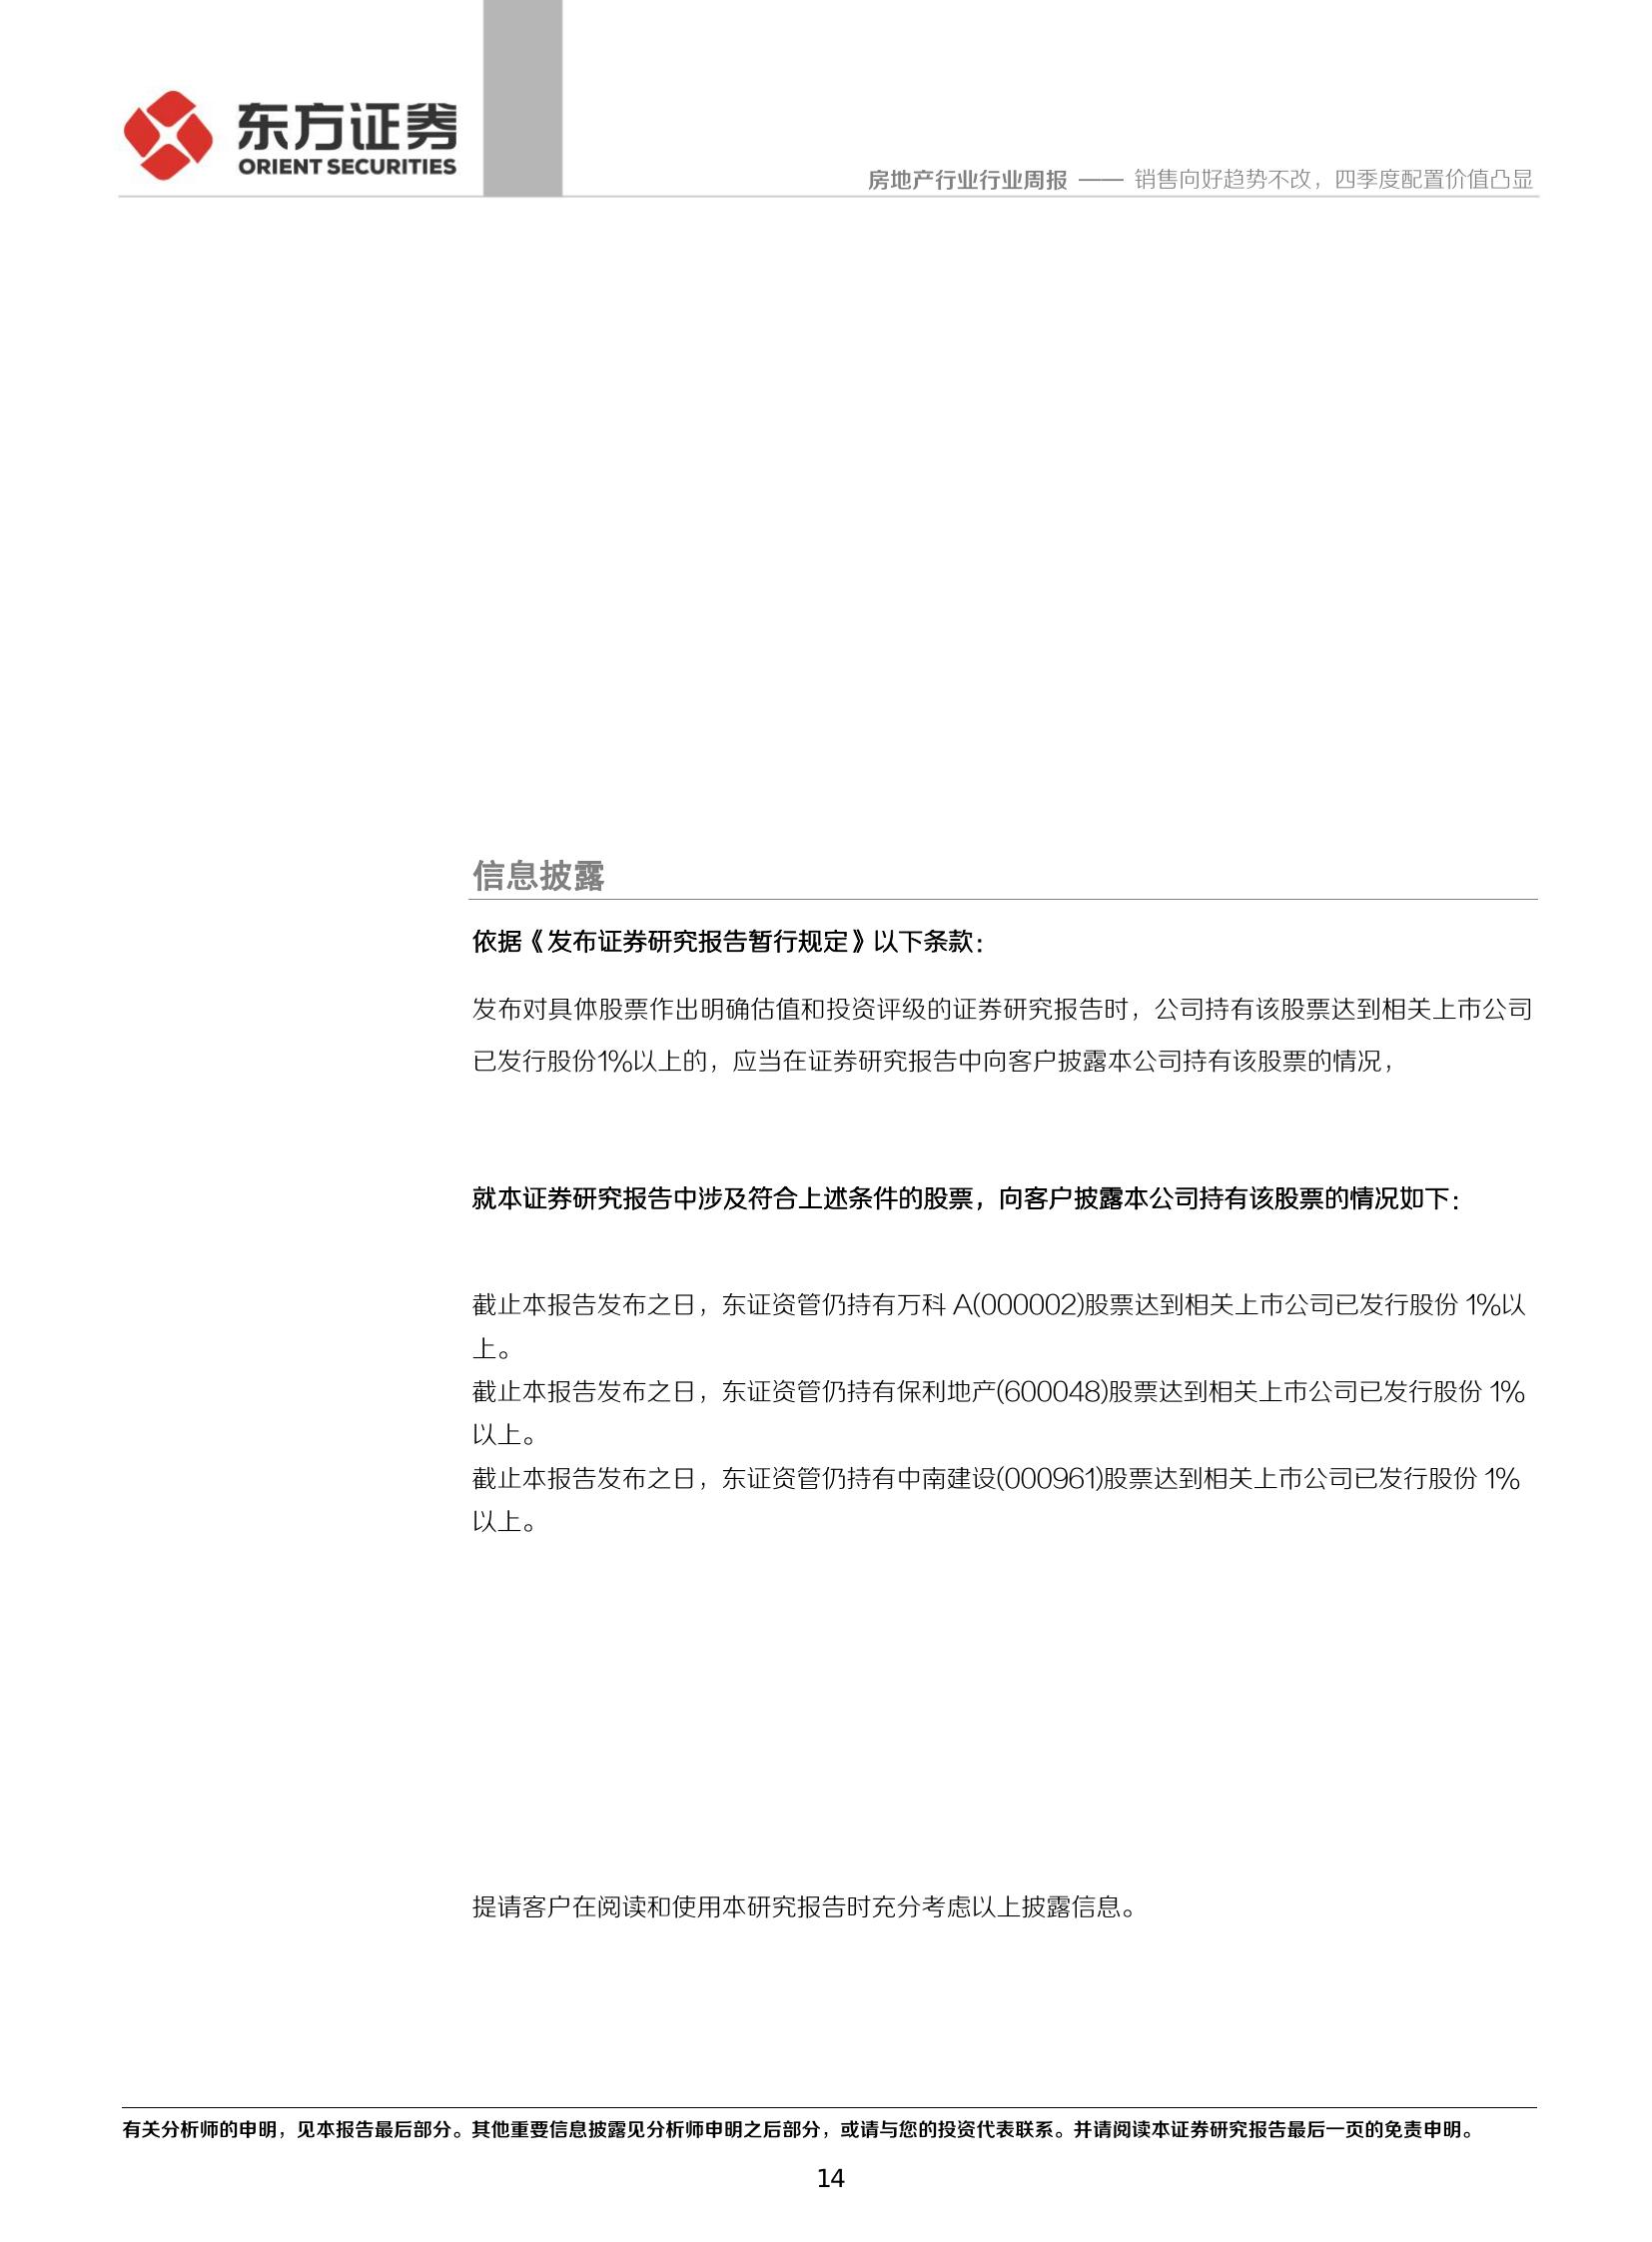 东方证券
ORIENT SECURITIES
房地产行业行业周报 —— 销售向好趋势不改，四季度配置价值凸显
信息披露
依据《发布证券研究报告暂行规定》以下条款：
发布对具体股票作出明确估值和投资评级的证券研究报告时，公司持有该股票达到相关上市公司
已发行股份1%以上的，应当在证券研究报告中向客户披露本公司持有该股票的情况，
就本证券研究报告中涉及符合上述条件的股票，向客户披露本公司持有该股票的情况如下：
截止本报告发布之日，东证资管仍持有万科 A(000002)股票达到相关上市公司已发行股份 1%以
上。
截止本报告发布之日，东证资管仍持有保利地产(600048)股票达到相关上市公司已发行股份 1%
以上。
截止本报告发布之日，东证资管仍持有中南建设(000961)股票达到相关上市公司已发行股份 1%
以上。
提请客户在阅读和使用本研究报告时充分考虑以上披露信息。
有关分析师的申明，见本报告最后部分。其他重要信息披露见分析师申明之后部分，或请与您的投资代表联系。并请阅读本证券研究报告最后一页的免责申明。
14